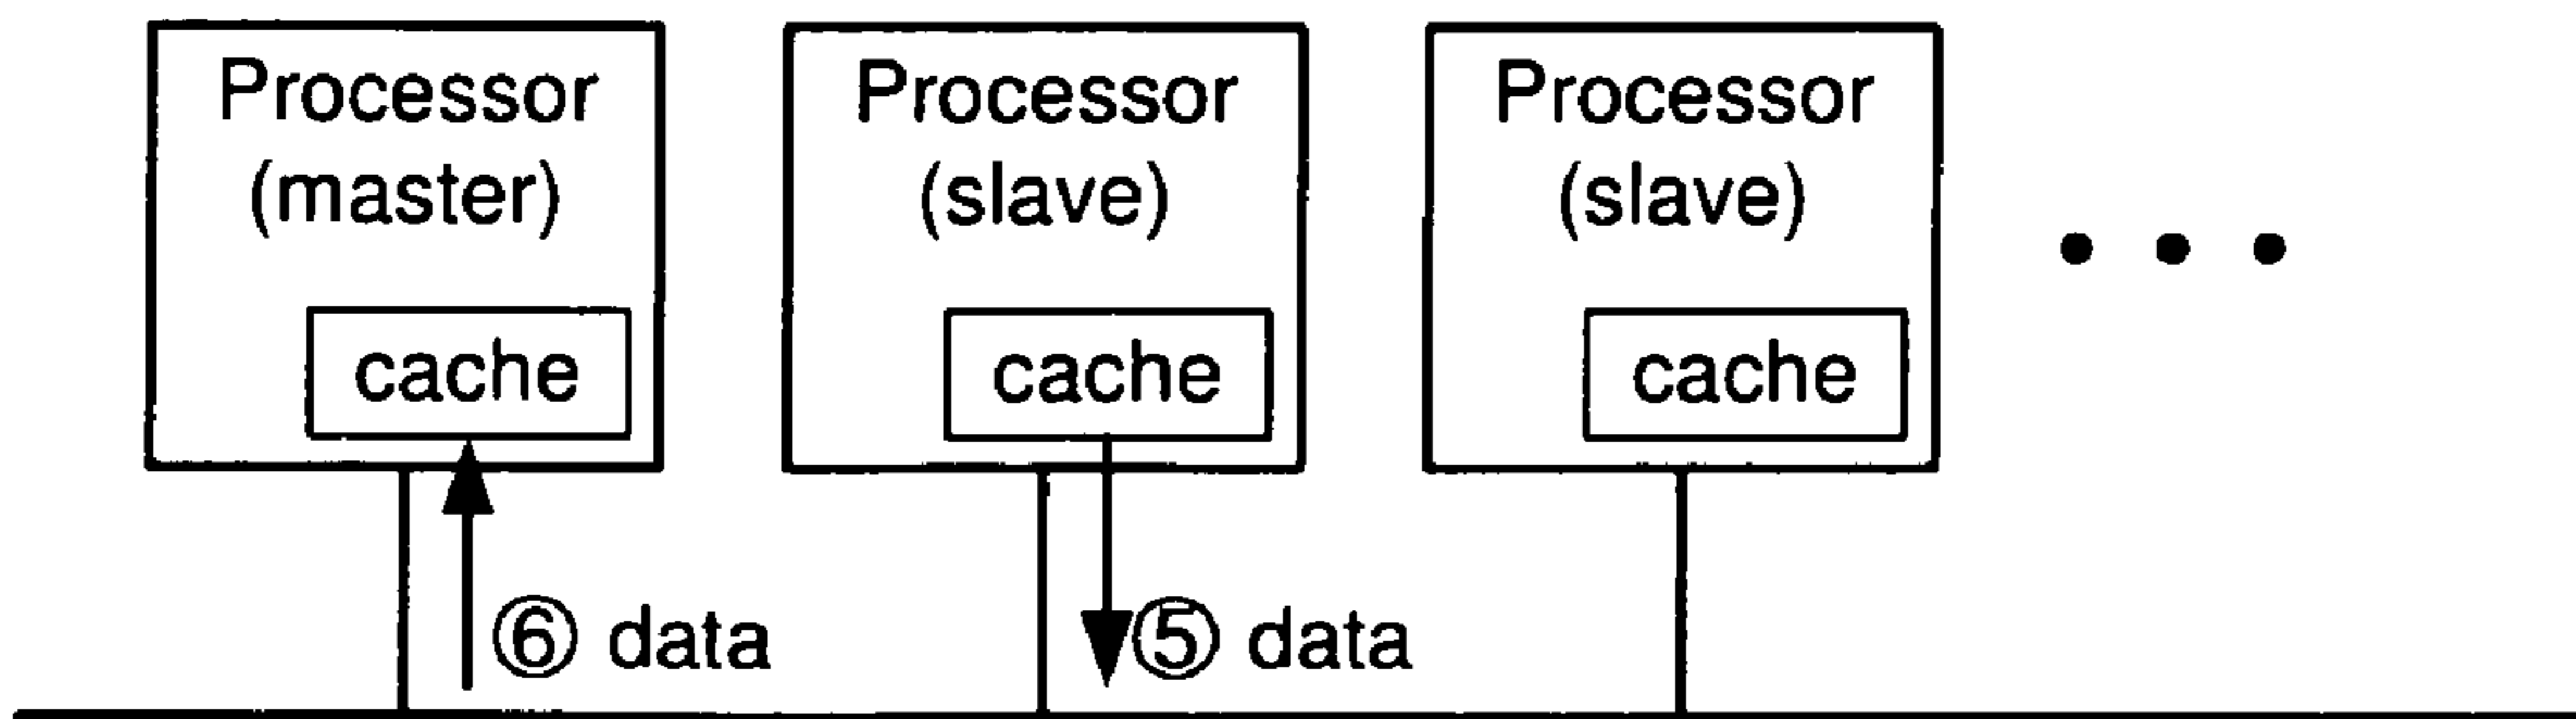 Processor
(master)
cache
Processor
(slave)
cache
Processor
(slave)
cache
⑥ data
⑤ data